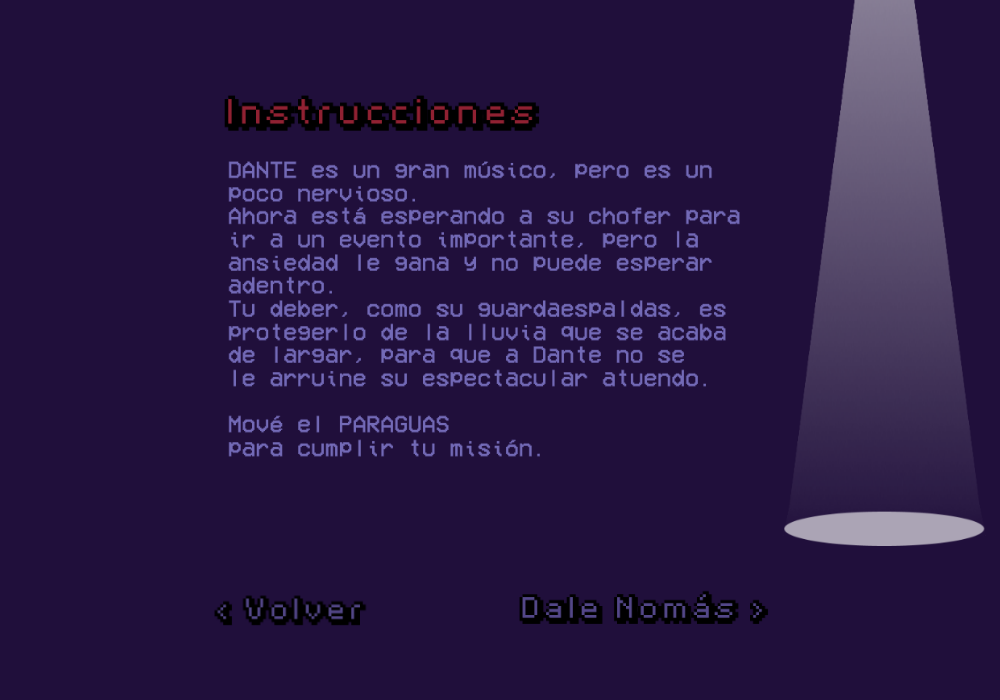 Instrucciones
DANTE es un gran músico, pero es un
poco nervioso.
Ahora está esperando a su chofer para
ir a un evento importante, pero la
ansiedad le gana y no puede esperar
adentro.
Tu deber, como su guardaespaldas, es
protegerlo de la lluvia que se acaba
de largar, para que a Dante no se
le arruine su espectacular atuendo.
Mové el PARAGUAS
para cumplir tu misión.
< Volver
Dale Nomás >